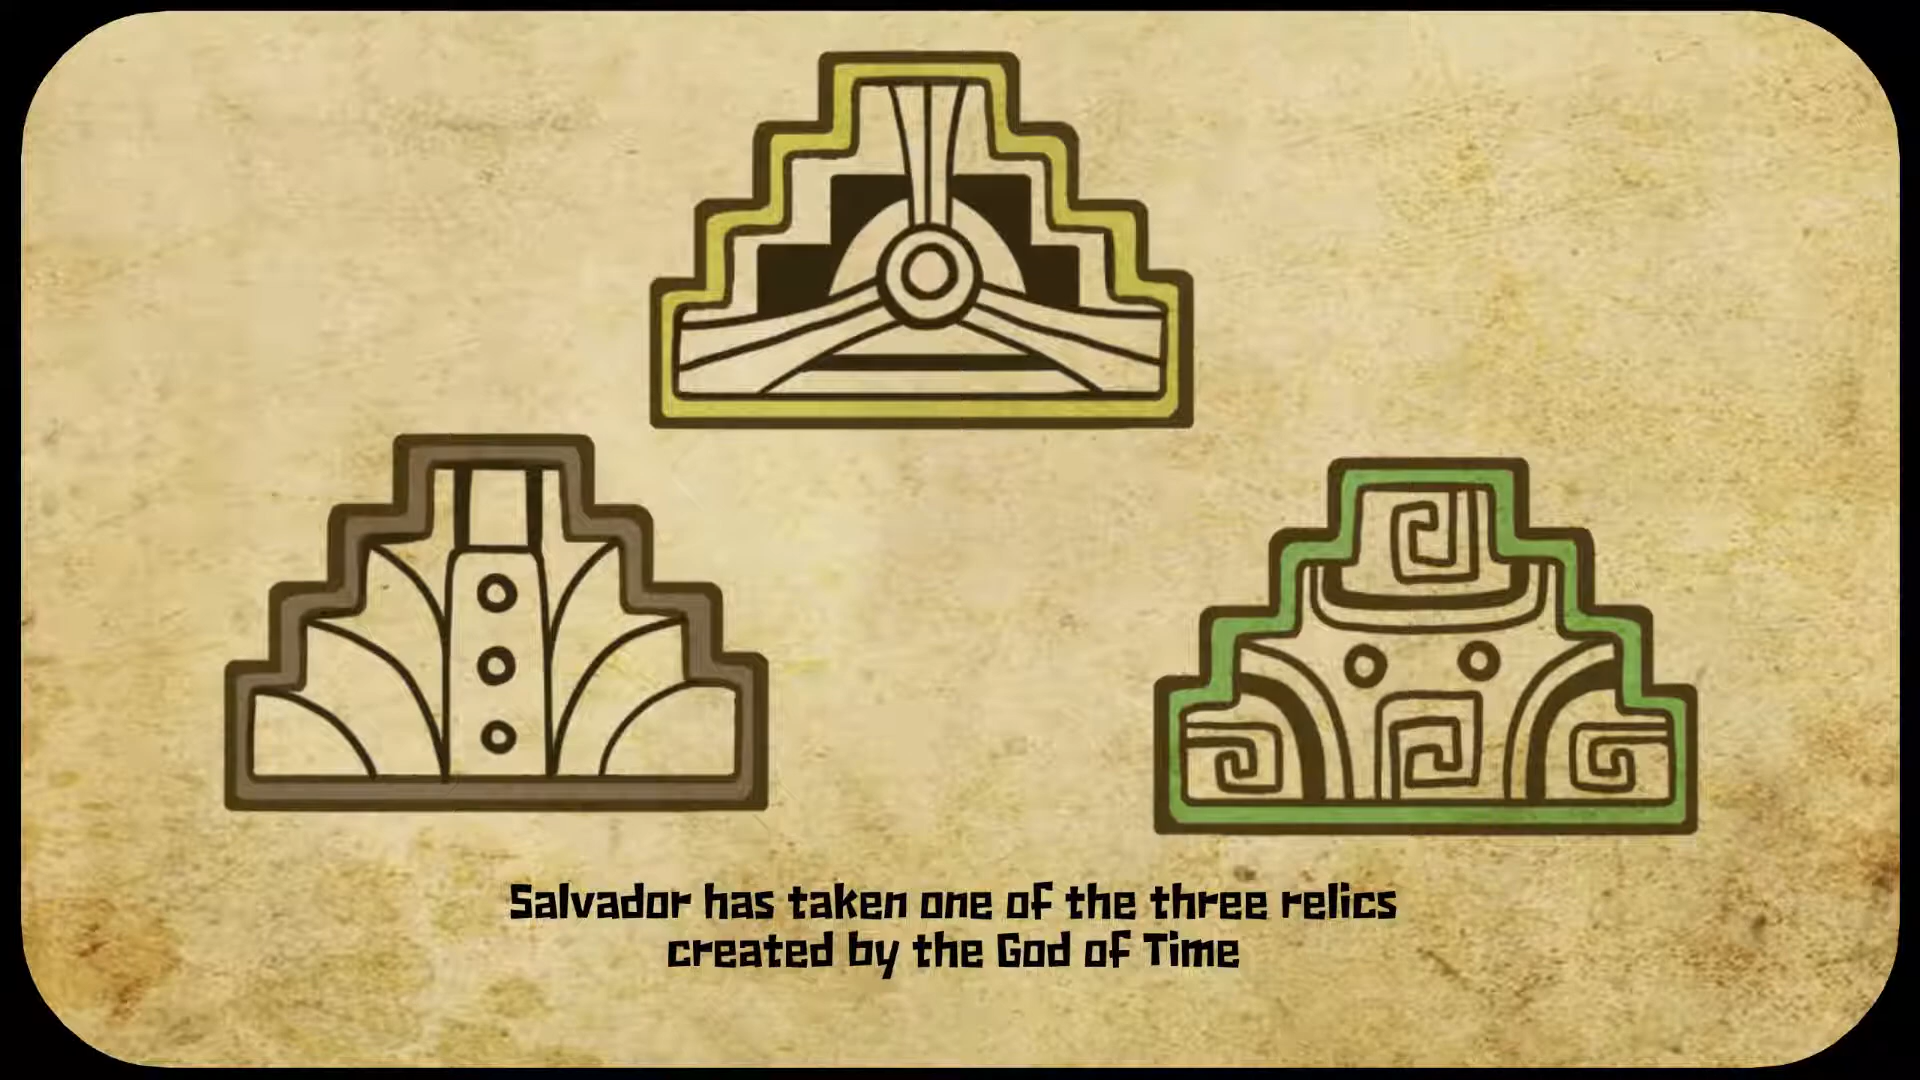 Salvador has taken one of the three relics
created by the God of Time